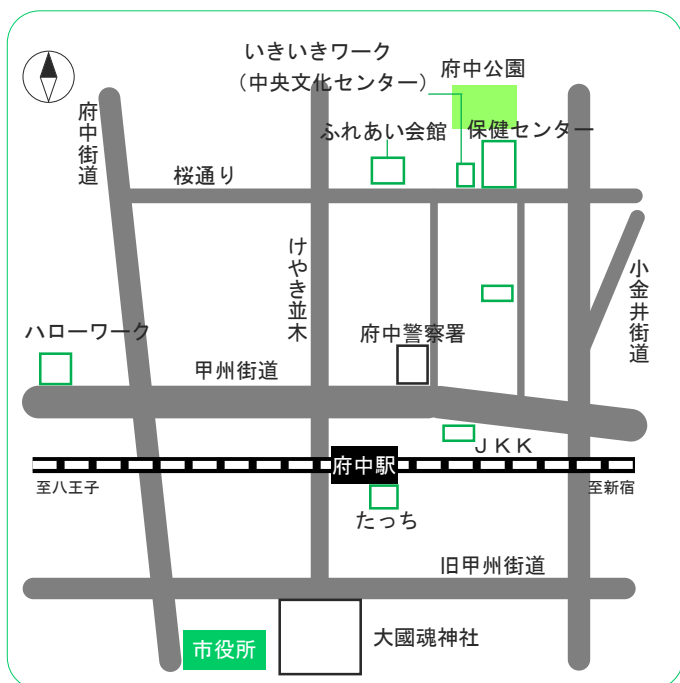 いきいきワーク
（中央文化センター）
府中公園
府中街道
ふれあい会館
保健センター
桜通り
けやき並木
小金井街道
ハローワーク
府中警察署
甲州街道
ＪＫＫ
府中駅
至八王子
至新宿
たっち
旧甲州街道
市役所
大國魂神社